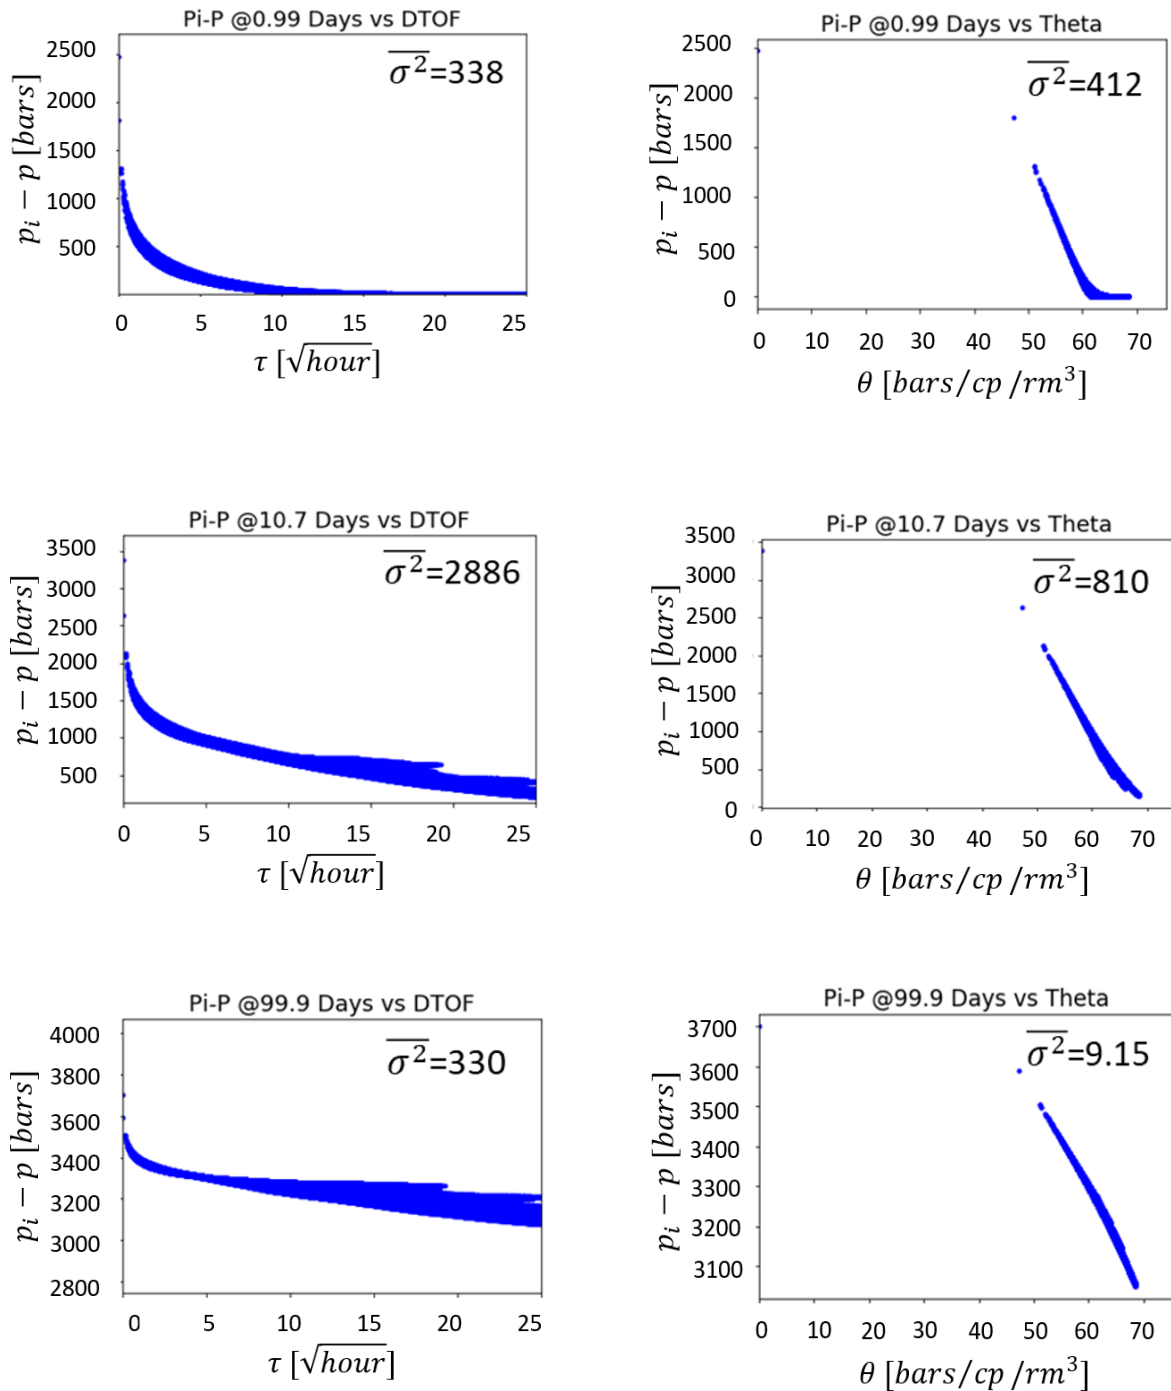 Pi-P @0.99 Days vs DTOF
p_i − p [bars]
2500
2000
1500
1000
500
σ²=338
0 5 10 15 20 25
τ [√hour]
Pi-P @0.99 Days vs Theta
p_i − p [bars]
2500
2000
1500
1000
500
0
σ²=412
0 10 20 30 40 50 60 70
θ [bars/cp /rm³]
Pi-P @10.7 Days vs DTOF
p_i − p [bars]
3500
3000
2500
2000
1500
1000
500
σ²=2886
0 5 10 15 20 25
τ [√hour]
Pi-P @10.7 Days vs Theta
p_i − p [bars]
3500
3000
2500
2000
1500
1000
500
0
σ²=810
0 10 20 30 40 50 60 70
θ [bars/cp /rm³]
Pi-P @99.9 Days vs DTOF
p_i − p [bars]
4000
3800
3600
3400
3200
3000
2800
σ²=330
0 5 10 15 20 25
τ [√hour]
Pi-P @99.9 Days vs Theta
p_i − p [bars]
3700
3600
3500
3400
3300
3200
3100
σ²=9.15
0 10 20 30 40 50 60 70
θ [bars/cp /rm³]